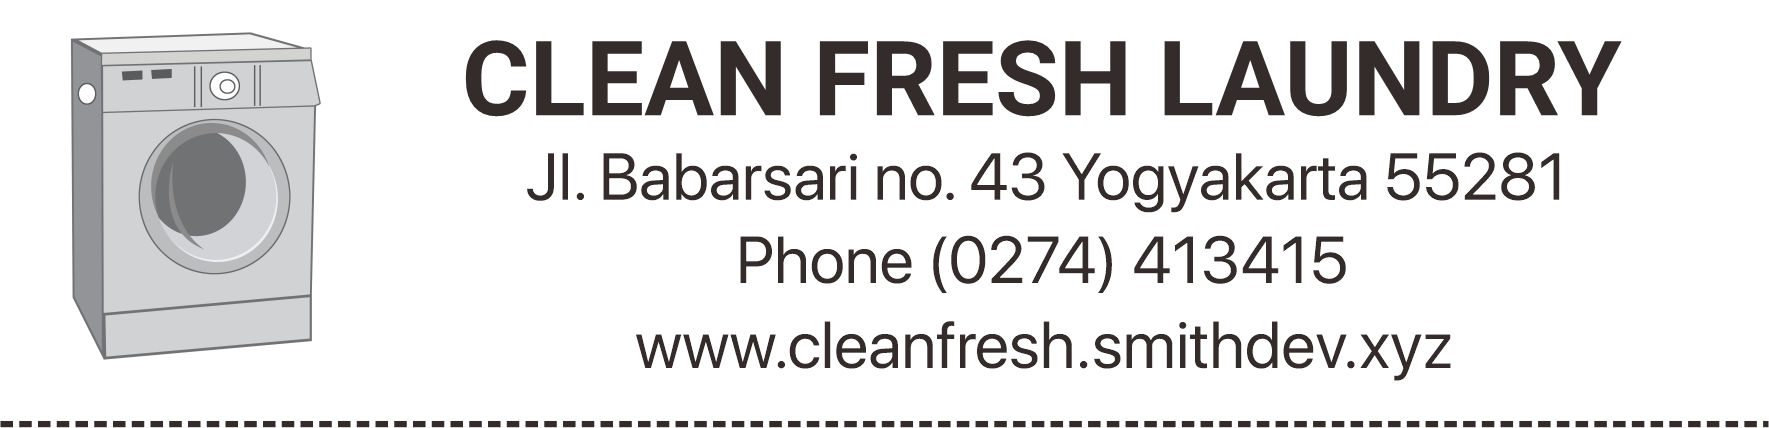 CLEAN FRESH LAUNDRY
Jl. Babarsari no. 43 Yogyakarta 55281
Phone (0274) 413415
www.cleanfresh.smithdev.xyz